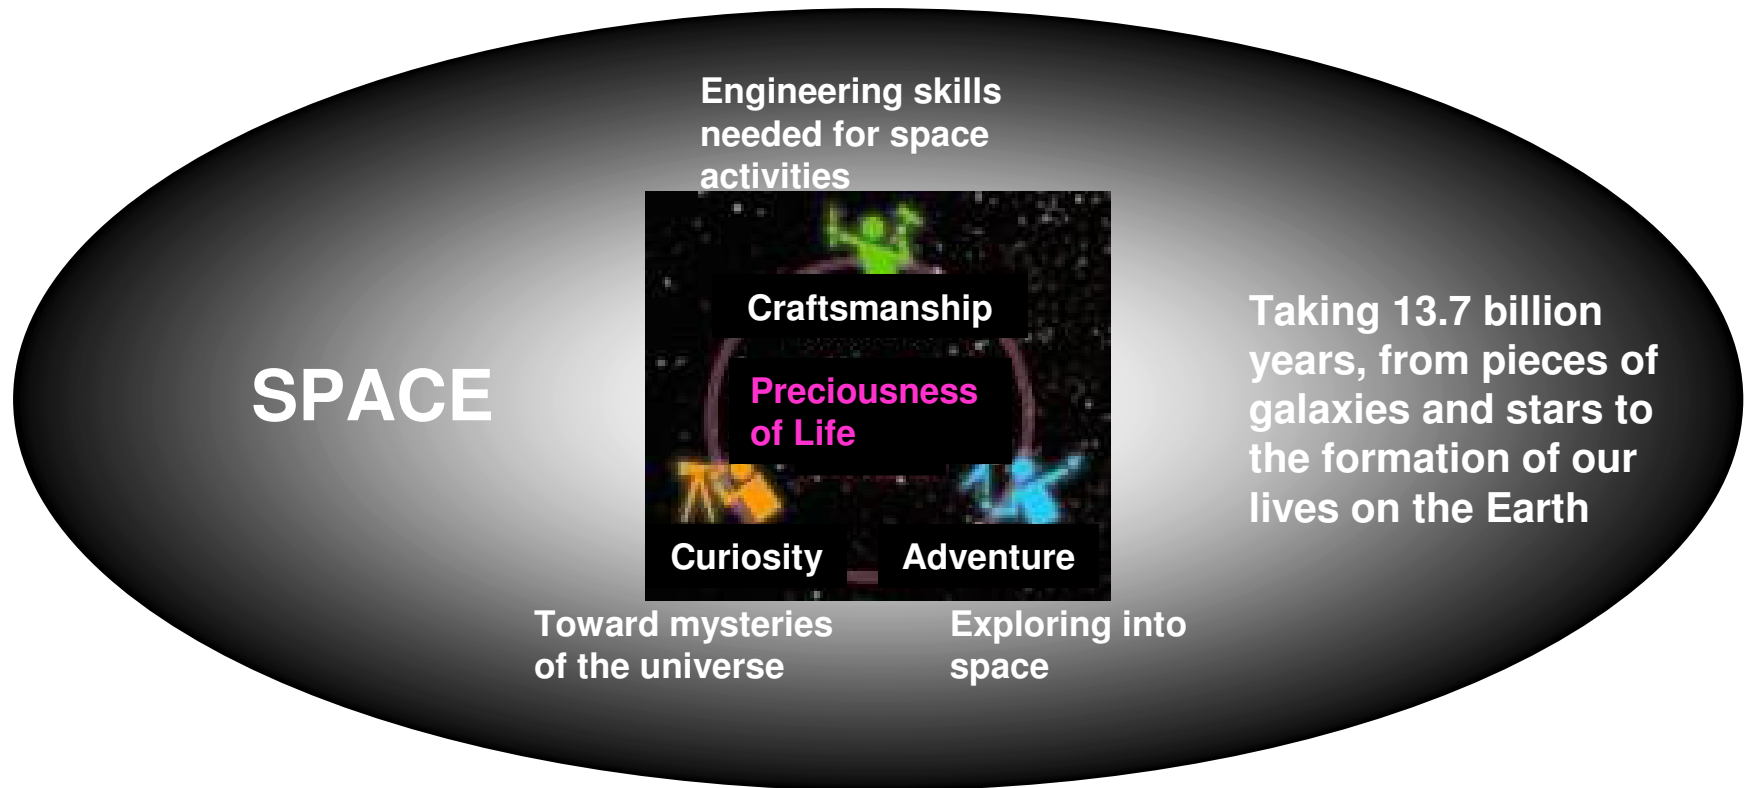 Engineering skills
needed for space
activities
SPACE
Craftsmanship
Preciousness
of Life
Curiosity
Adventure
Toward mysteries
of the universe
Exploring into
space
Taking 13.7 billion
years, from pieces of
galaxies and stars to
the formation of our
lives on the Earth